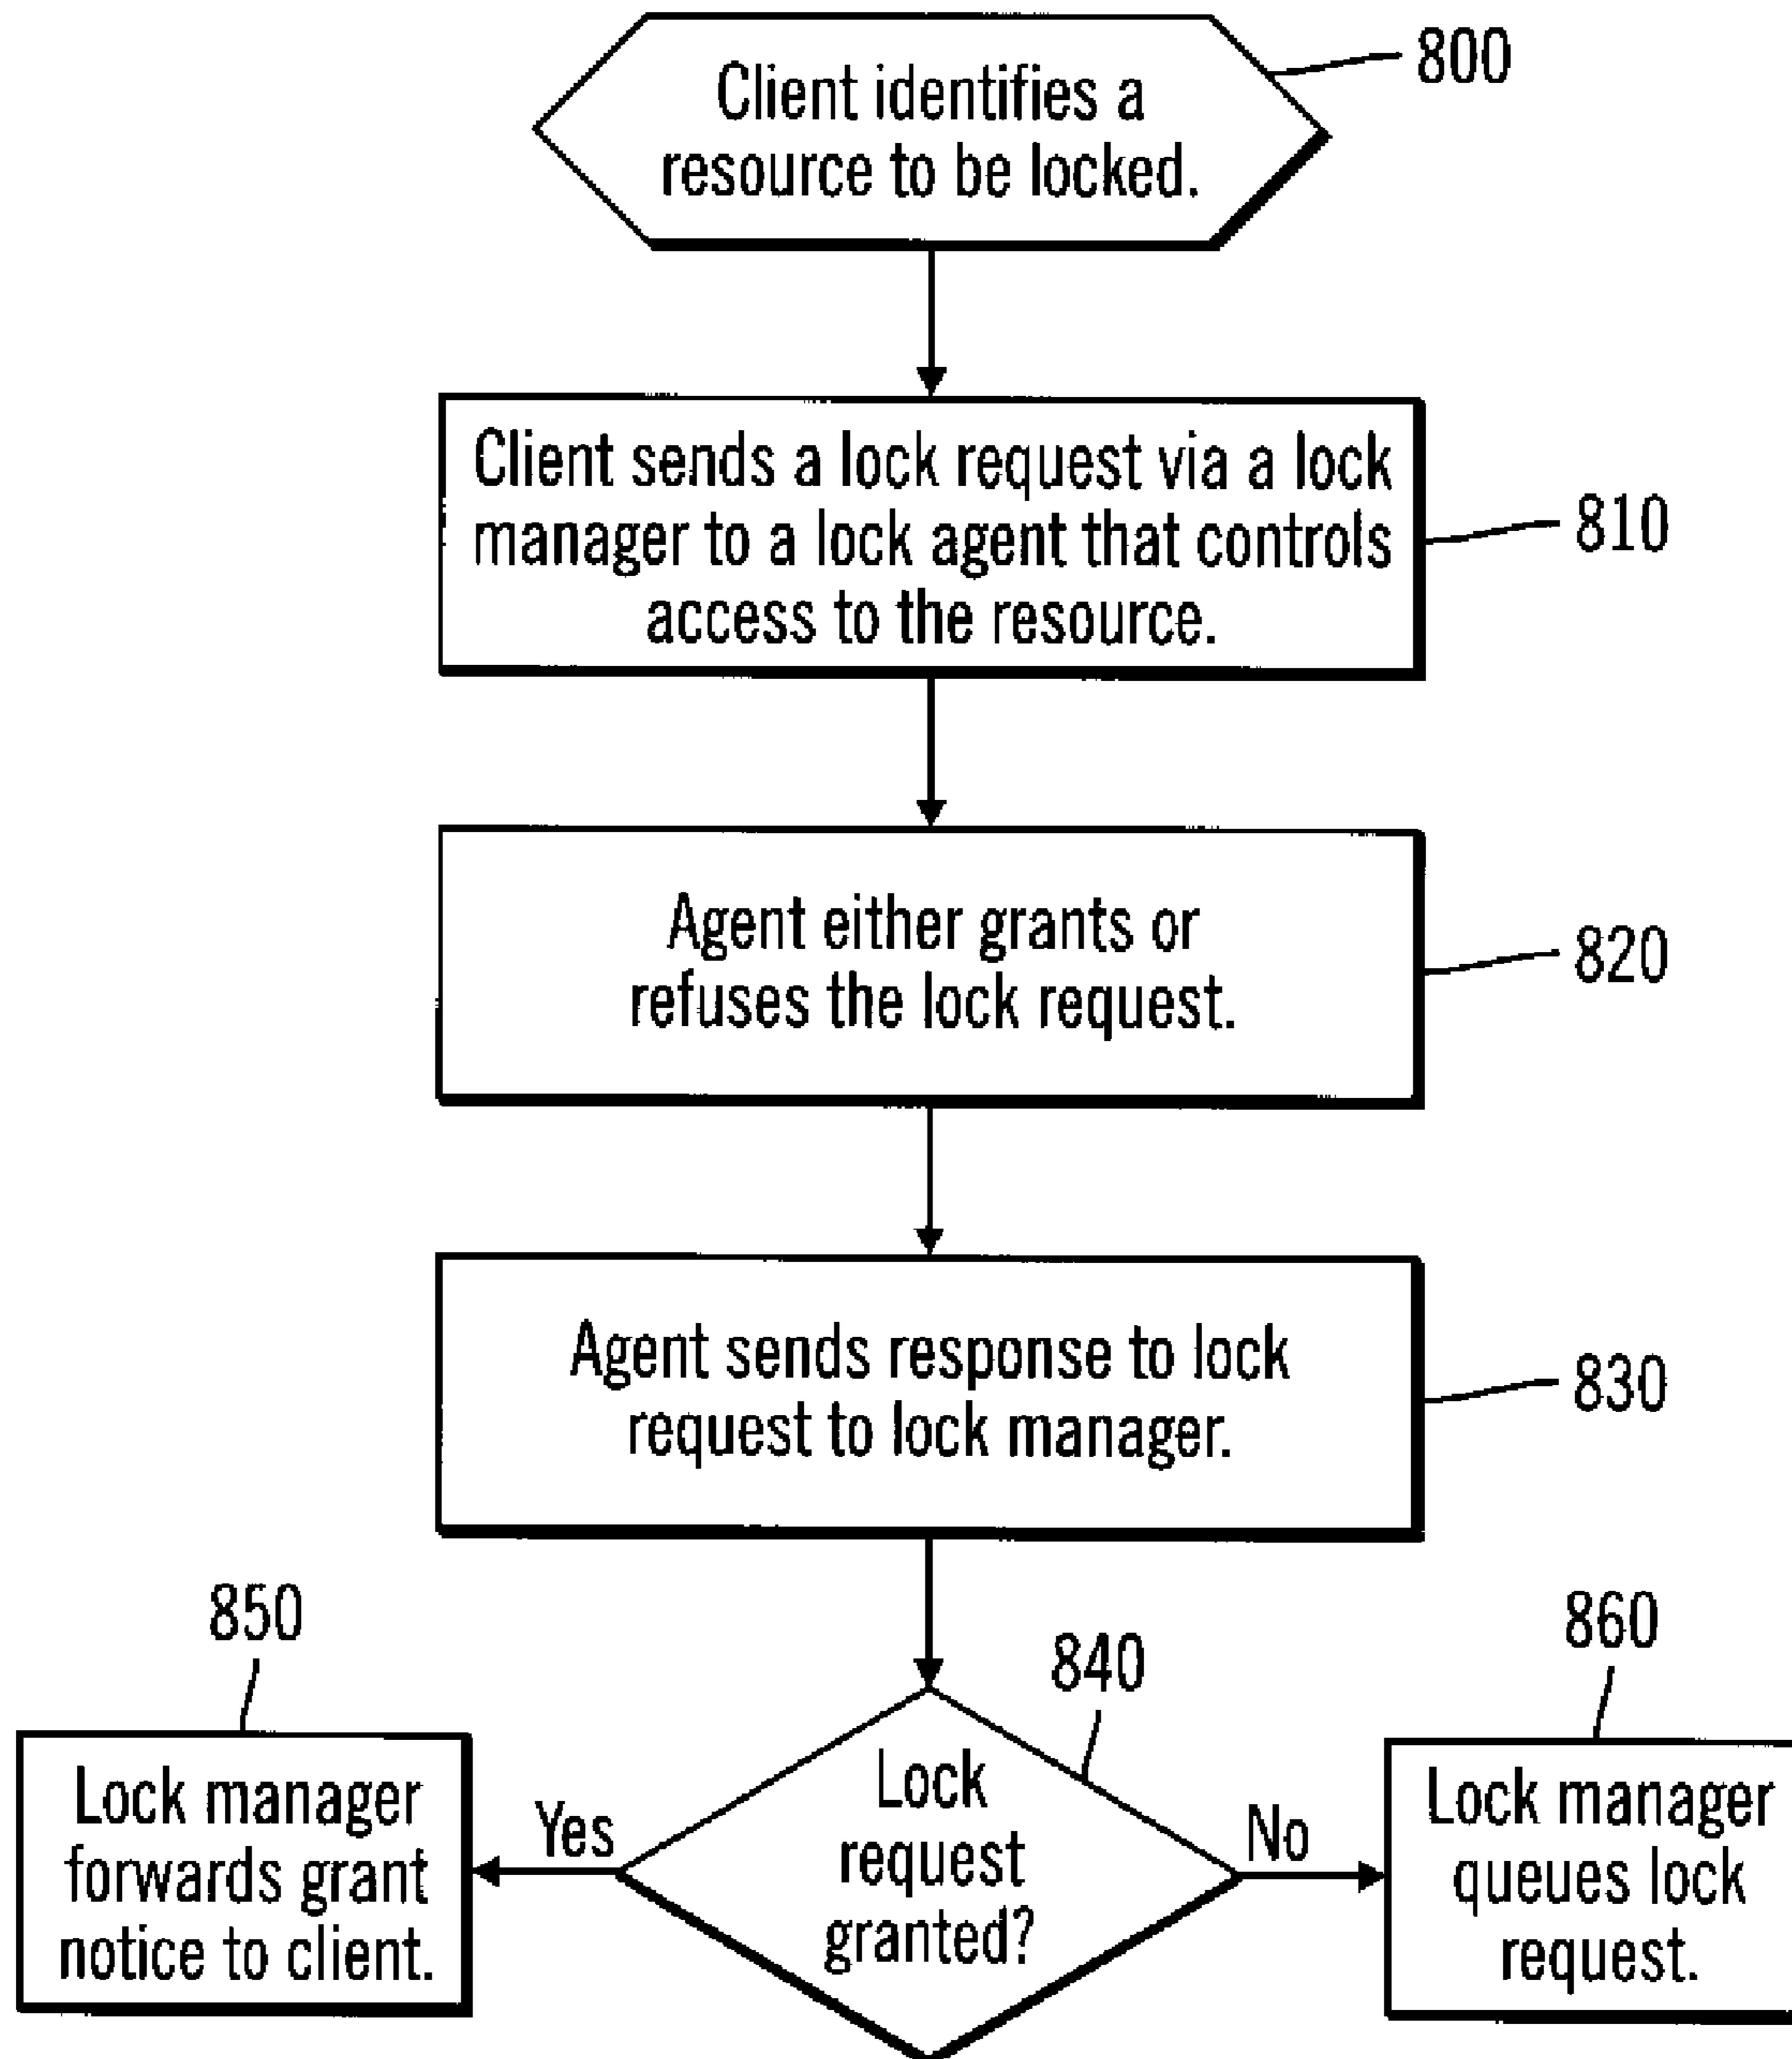 Client identifies a
resource to be locked.
800
Client sends a lock request via a lock
manager to a lock agent that controls
access to the resource.
810
Agent either grants or
refuses the lock request.
820
Agent sends response to lock
request to lock manager.
830
850
Lock manager
forwards grant
notice to client.
Yes
840
Lock
request
granted?
No
860
Lock manager
queues lock
request.